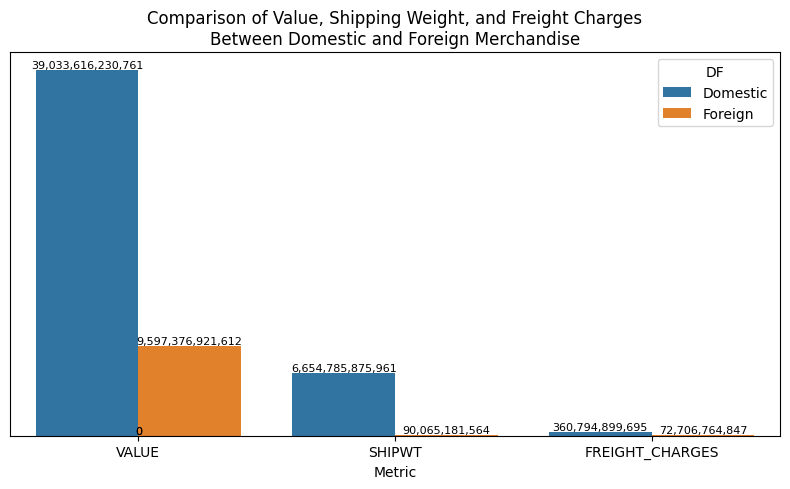 Comparison of Value, Shipping Weight, and Freight Charges
Between Domestic and Foreign Merchandise
39,033,616,230,761
DF
Domestic
Foreign
9,597,376,921,612
6,654,785,875,961
0
90,065,181,564
360,794,899,695
72,706,764,847
VALUE
SHIPWT
FREIGHT_CHARGES
Metric